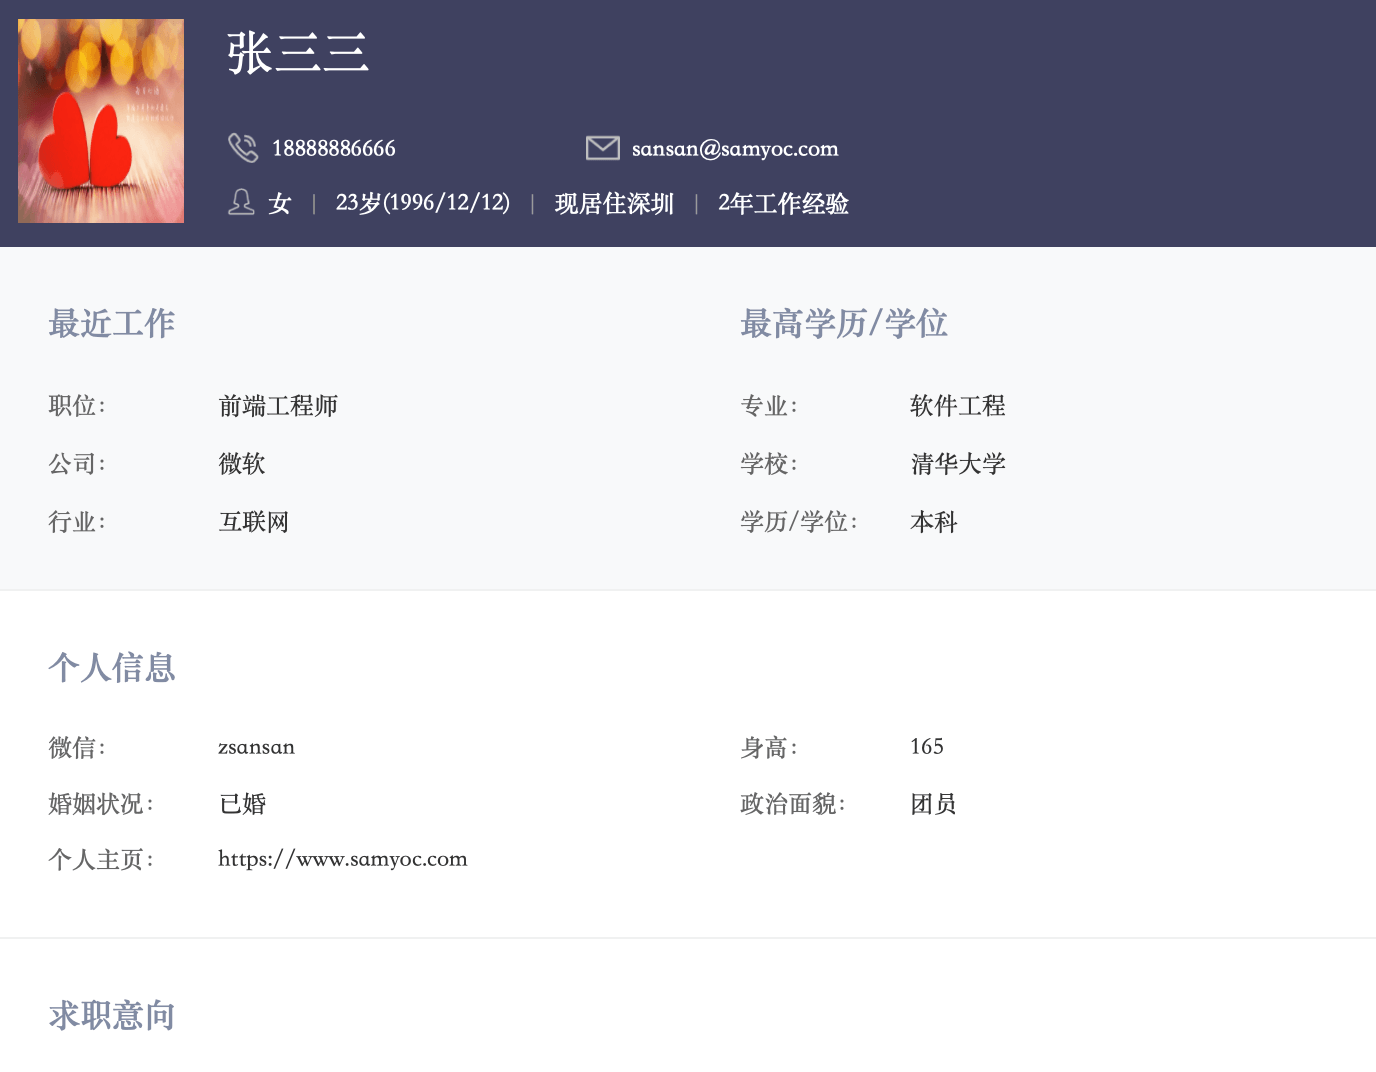 张三三
18888886666 sansan@samyoc.com
女 | 23岁(1996/12/12) | 现居住深圳 | 2年工作经验
最近工作 最高学历/学位
职位： 前端工程师 专业： 软件工程
公司： 微软 学校： 清华大学
行业： 互联网 学历/学位： 本科
个人信息
微信： zsansan 身高： 165
婚姻状况： 已婚 政治面貌： 团员
个人主页： https://www.samyoc.com
求职意向